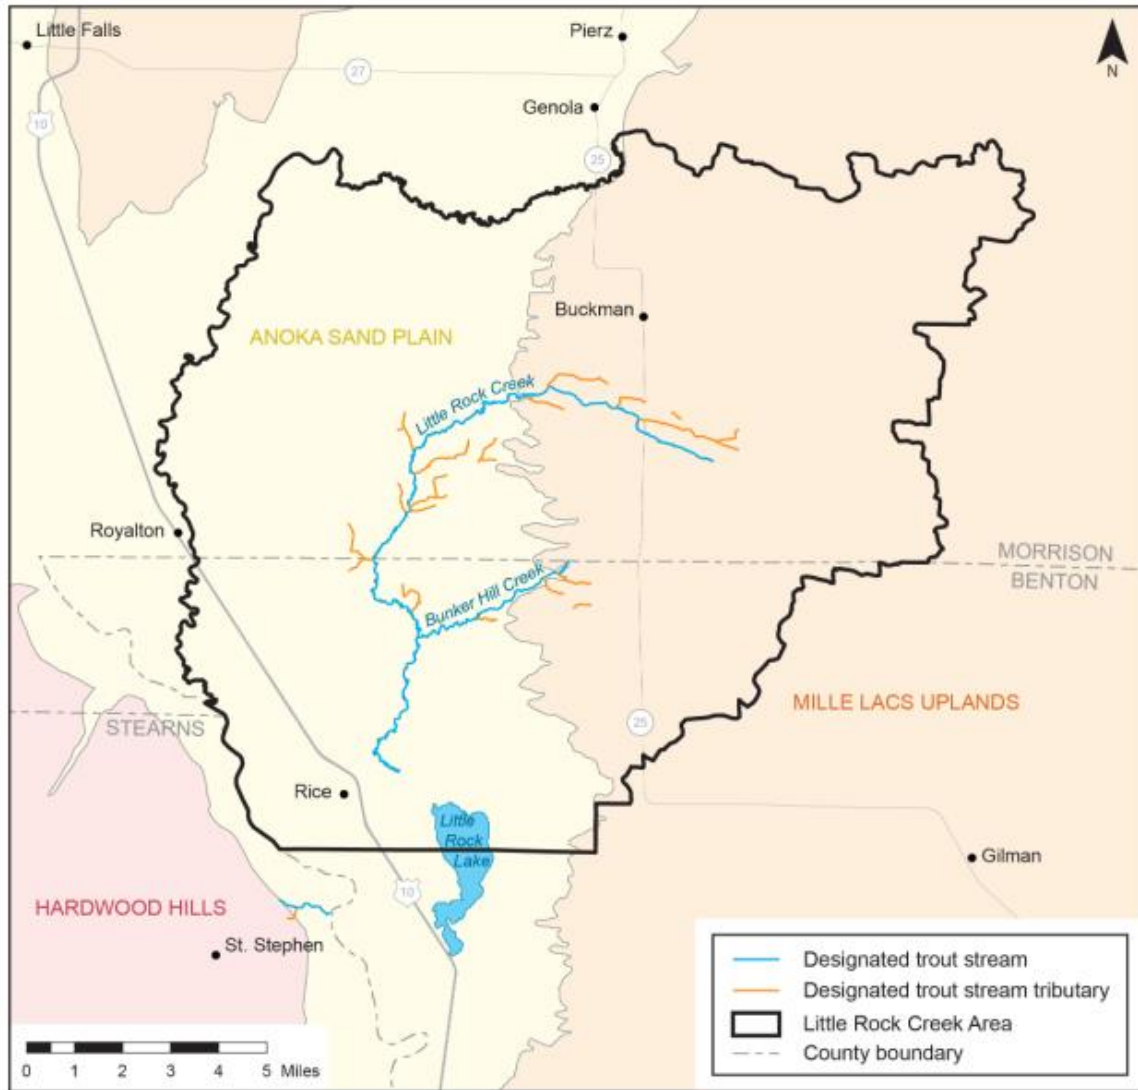 Little Falls
Pierz
N
27
10
Genola
25
Buckman
ANOKA SAND PLAIN
Little Rock Creek
Royalton
MORRISON
BENTON
Bunker Hill Creek
MILLE LACS UPLANDS
STEARNS
25
Rice
Little
Rock
Lake
Gilman
10
HARDWOOD HILLS
St. Stephen
Designated trout stream
Designated trout stream tributary
Little Rock Creek Area
County boundary
0 1 2 3 4 5 Miles